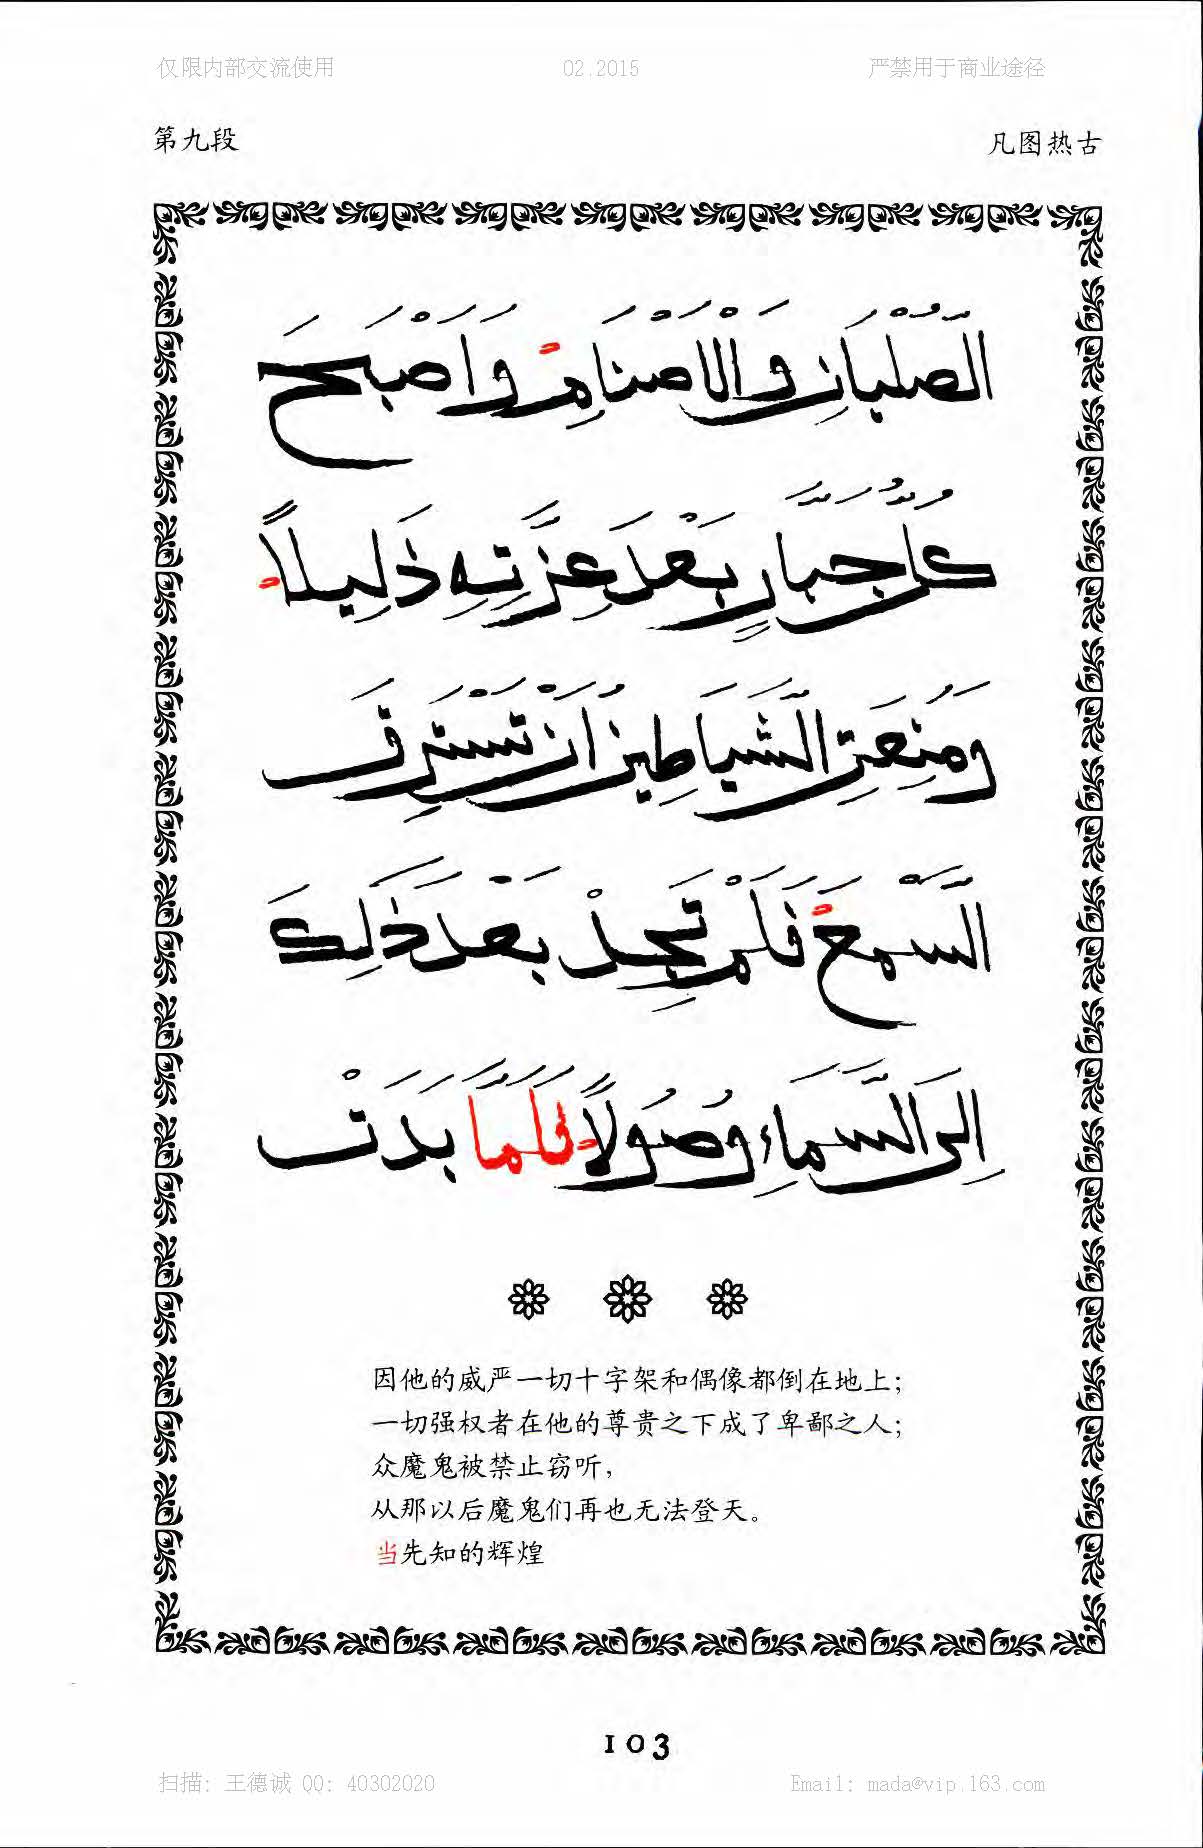 仅限内部交流使用 02.2015 严禁用于商业途径
第九段 凡图热古
الصُّلْبَانِ وَالْاَصْنَامِ وَاَصْبَحَ
كُلُّ جَبَّارٍ بَعْدَ عِزَّتِهِ ذَلِيلًا
وَمُنِعَتِ الشَّيَاطِينُ اَنْ تَسْتَرِقَ
السَّمْعَ فَلَمْ تَجِدْ بَعْدَ ذَلِكَ
اِلَى السَّمَاءِ وُصُولًا فَلَمَّا بَدَتْ
因他的威严一切十字架和偶像都倒在地上；
一切强权者在他的尊贵之下成了卑鄙之人；
众魔鬼被禁止窃听，
从那以后魔鬼们再也无法登天。
当先知的辉煌
103
扫描: 王德诚 QQ: 40302020 Email: mada@vip.163.com